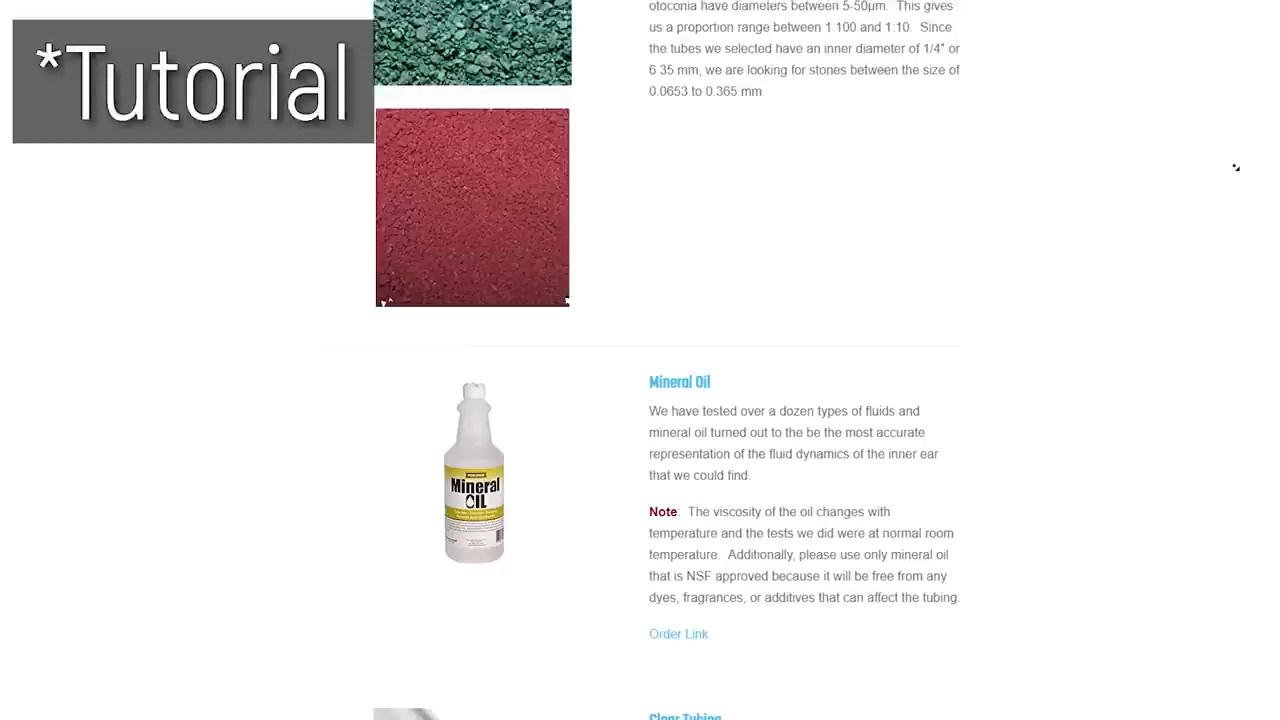 *Tutorial
otoconia have diameters between 5-50µm. This gives
us a proportion range between 1:100 and 1:10. Since
the tubes we selected have an inner diameter of 1/4" or
6.35 mm, we are looking for stones between the size of
0.0653 to 0.365 mm.
Mineral Oil
We have tested over a dozen types of fluids and
mineral oil turned out to the be the most accurate
representation of the fluid dynamics of the inner ear
that we could find.
Mineral
OIL
Note: The viscosity of the oil changes with
temperature and the tests we did were at normal room
temperature. Additionally, please use only mineral oil
that is NSF approved because it will be free from any
dyes, fragrances, or additives that can affect the tubing.
Order Link
Clear Tubing